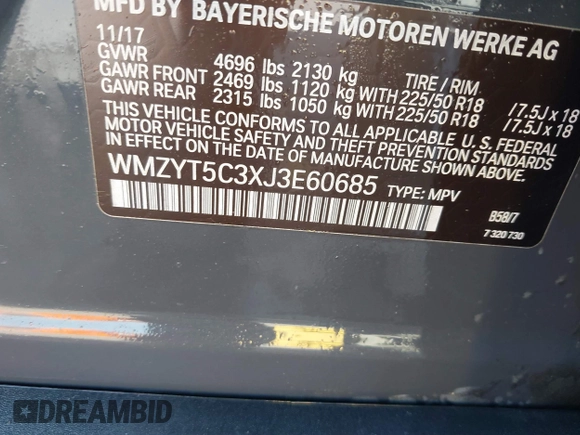 MFD BY BAYERISCHE MOTOREN WERKE AG
11/17
GVWR 4696 lbs 2130 kg TIRE / RIM
GAWR FRONT 2469 lbs 1120 kg WITH 225/50 R18 /7.5J x 18
GAWR REAR 2315 lbs 1050 kg WITH 225/50 R18 /7.5J x 18
THIS VEHICLE CONFORMS TO ALL APPLICABLE U. S. FEDERAL
MOTOR VEHICLE SAFETY AND THEFT PREVENTION STANDARDS
IN EFFECT ON THE DATE OF MANUFACTURE SHOWN ABOVE.
WMZYT5C3XJ3E60685 TYPE: MPV
B58/7
7 320 730
DREAMBID